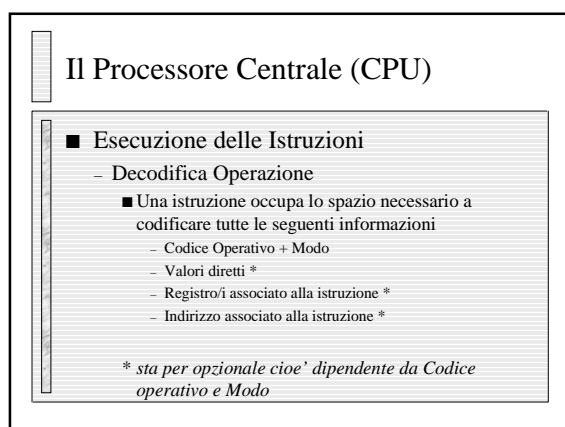 Il Processore Centrale (CPU)
■ Esecuzione delle Istruzioni
– Decodifica Operazione
■ Una istruzione occupa lo spazio necessario a
codificare tutte le seguenti informazioni
– Codice Operativo + Modo
– Valori diretti *
– Registro/i associato alla istruzione *
– Indirizzo associato alla istruzione *
* sta per opzionale cioe' dipendente da Codice
operativo e Modo